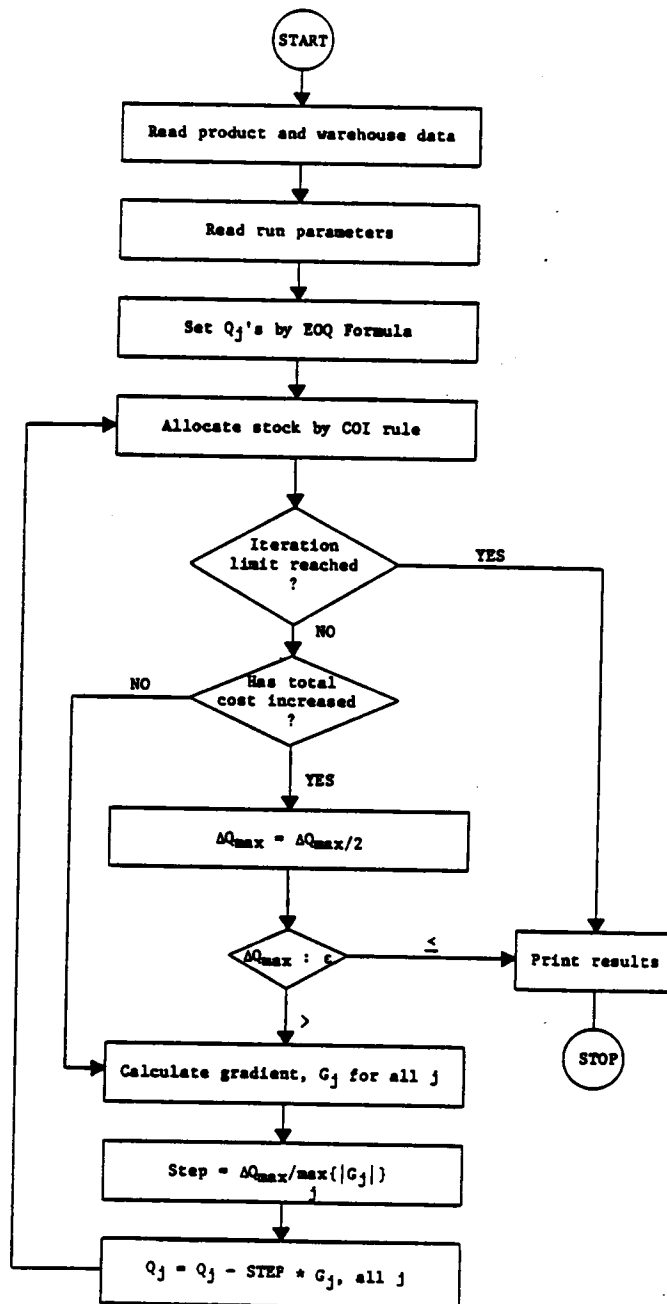 START
Read product and warehouse data
Read run parameters
Set Qj's by EOQ Formula
Allocate stock by COI rule
Iteration
limit reached
?
YES
NO
NO
Has total
cost increased
?
YES
ΔQmax = ΔQmax/2
ΔQmax : ε
≤
Print results
>
STOP
Calculate gradient, Gj for all j
Step = ΔQmax/max{|Gj|}
j
Qj = Qj - STEP * Gj, all j